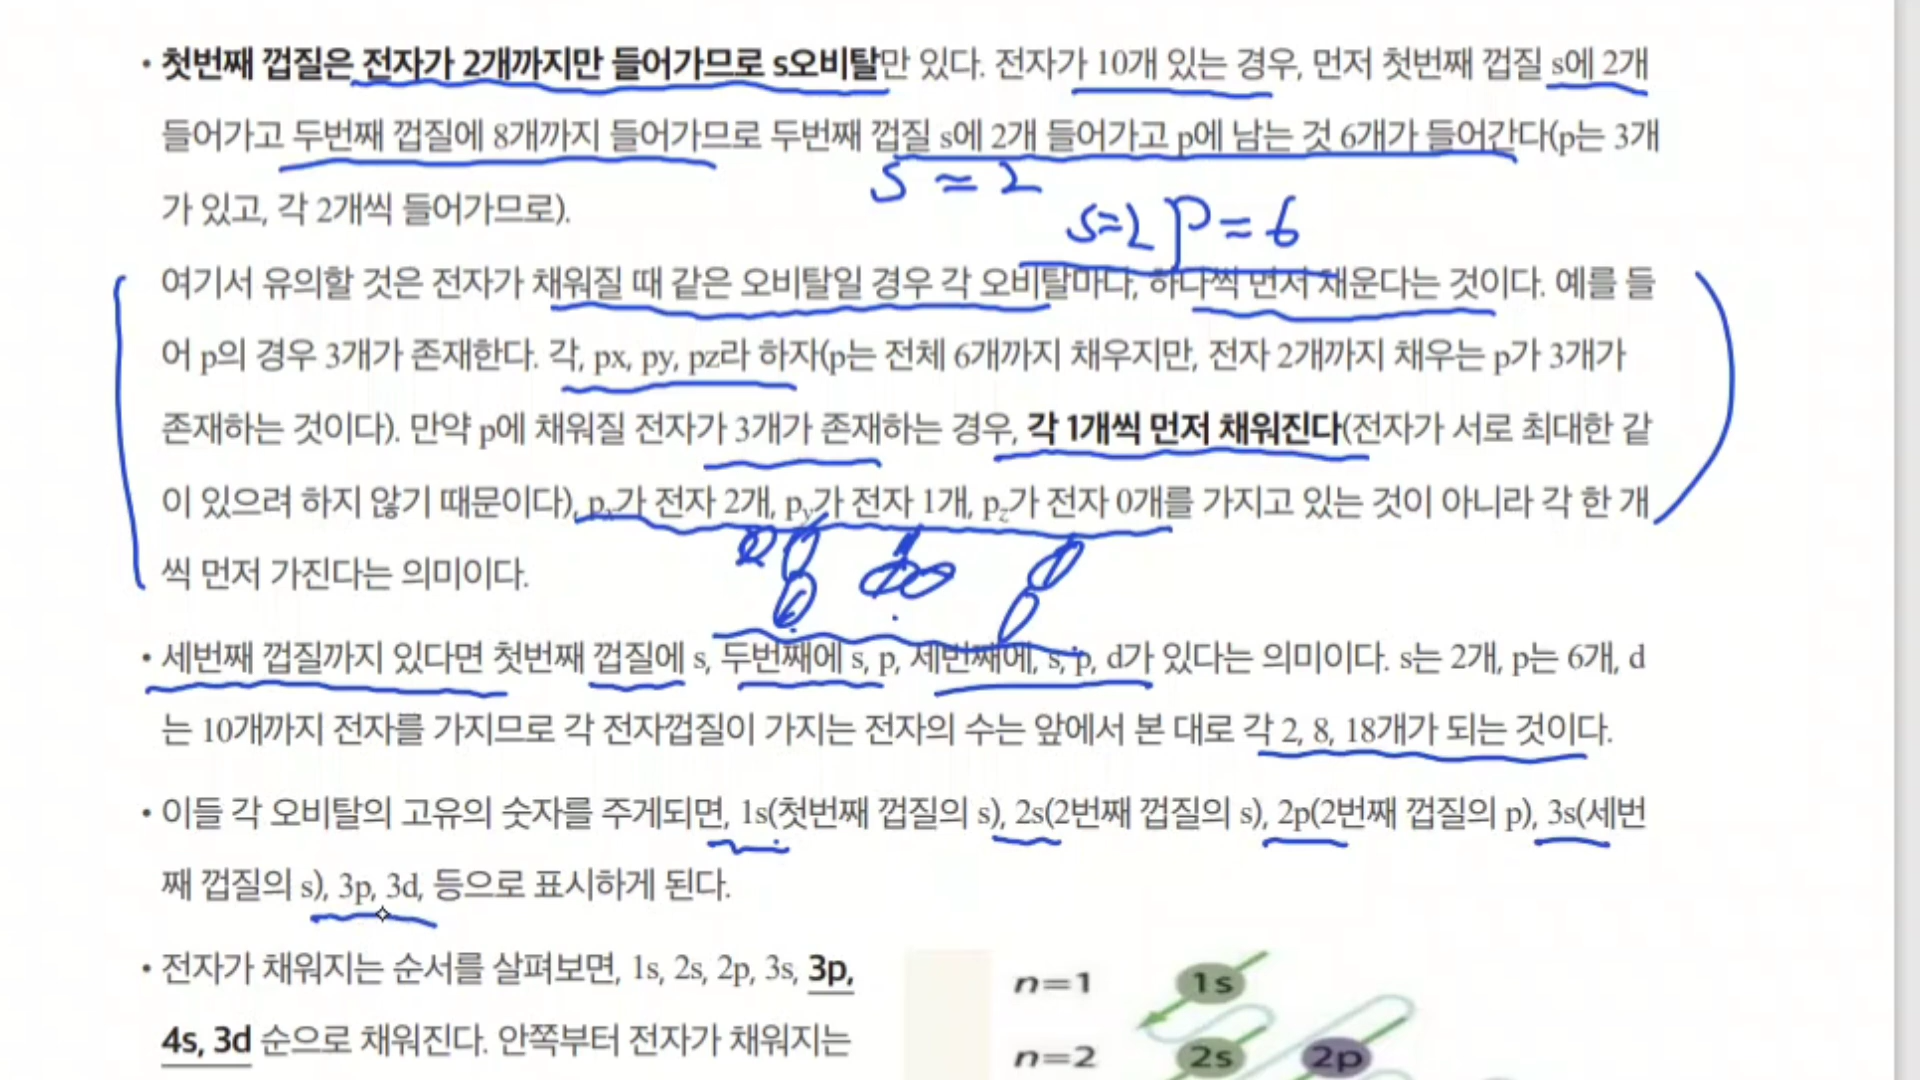 • 첫번째 껍질은 전자가 2개까지만 들어가므로 s오비탈만 있다. 전자가 10개 있는 경우, 먼저 첫번째 껍질 s에 2개
들어가고 두번째 껍질에 8개까지 들어가므로 두번째 껍질 s에 2개 들어가고 p에 남는 것 6개가 들어간다(p는 3개
s = 2
가 있고, 각 2개씩 들어가므로).
s=2 p=6
여기서 유의할 것은 전자가 채워질 때 같은 오비탈일 경우 각 오비탈마다, 하나씩 먼저 채운다는 것이다. 예를 들
어 p의 경우 3개가 존재한다. 각, px, py, pz라 하자(p는 전체 6개까지 채우지만, 전자 2개까지 채우는 p가 3개가
존재하는 것이다). 만약 p에 채워질 전자가 3개가 존재하는 경우, 각 1개씩 먼저 채워진다(전자가 서로 최대한 같
이 있으려 하지 않기 때문이다), px가 전자 2개, py가 전자 1개, pz가 전자 0개를 가지고 있는 것이 아니라 각 한 개
씩 먼저 가진다는 의미이다.
• 세번째 껍질까지 있다면 첫번째 껍질에 s, 두번째에 s, p, 세번째에, s, p, d가 있다는 의미이다. s는 2개, p는 6개, d
는 10개까지 전자를 가지므로 각 전자껍질이 가지는 전자의 수는 앞에서 본 대로 각 2, 8, 18개가 되는 것이다.
• 이들 각 오비탈의 고유의 숫자를 주게되면, 1s(첫번째 껍질의 s), 2s(2번째 껍질의 s), 2p(2번째 껍질의 p), 3s(세번
째 껍질의 s), 3p, 3d, 등으로 표시하게 된다.
• 전자가 채워지는 순서를 살펴보면, 1s, 2s, 2p, 3s, 3p,
4s, 3d 순으로 채워진다. 안쪽부터 전자가 채워지는
n=1 1s
n=2 2s 2p